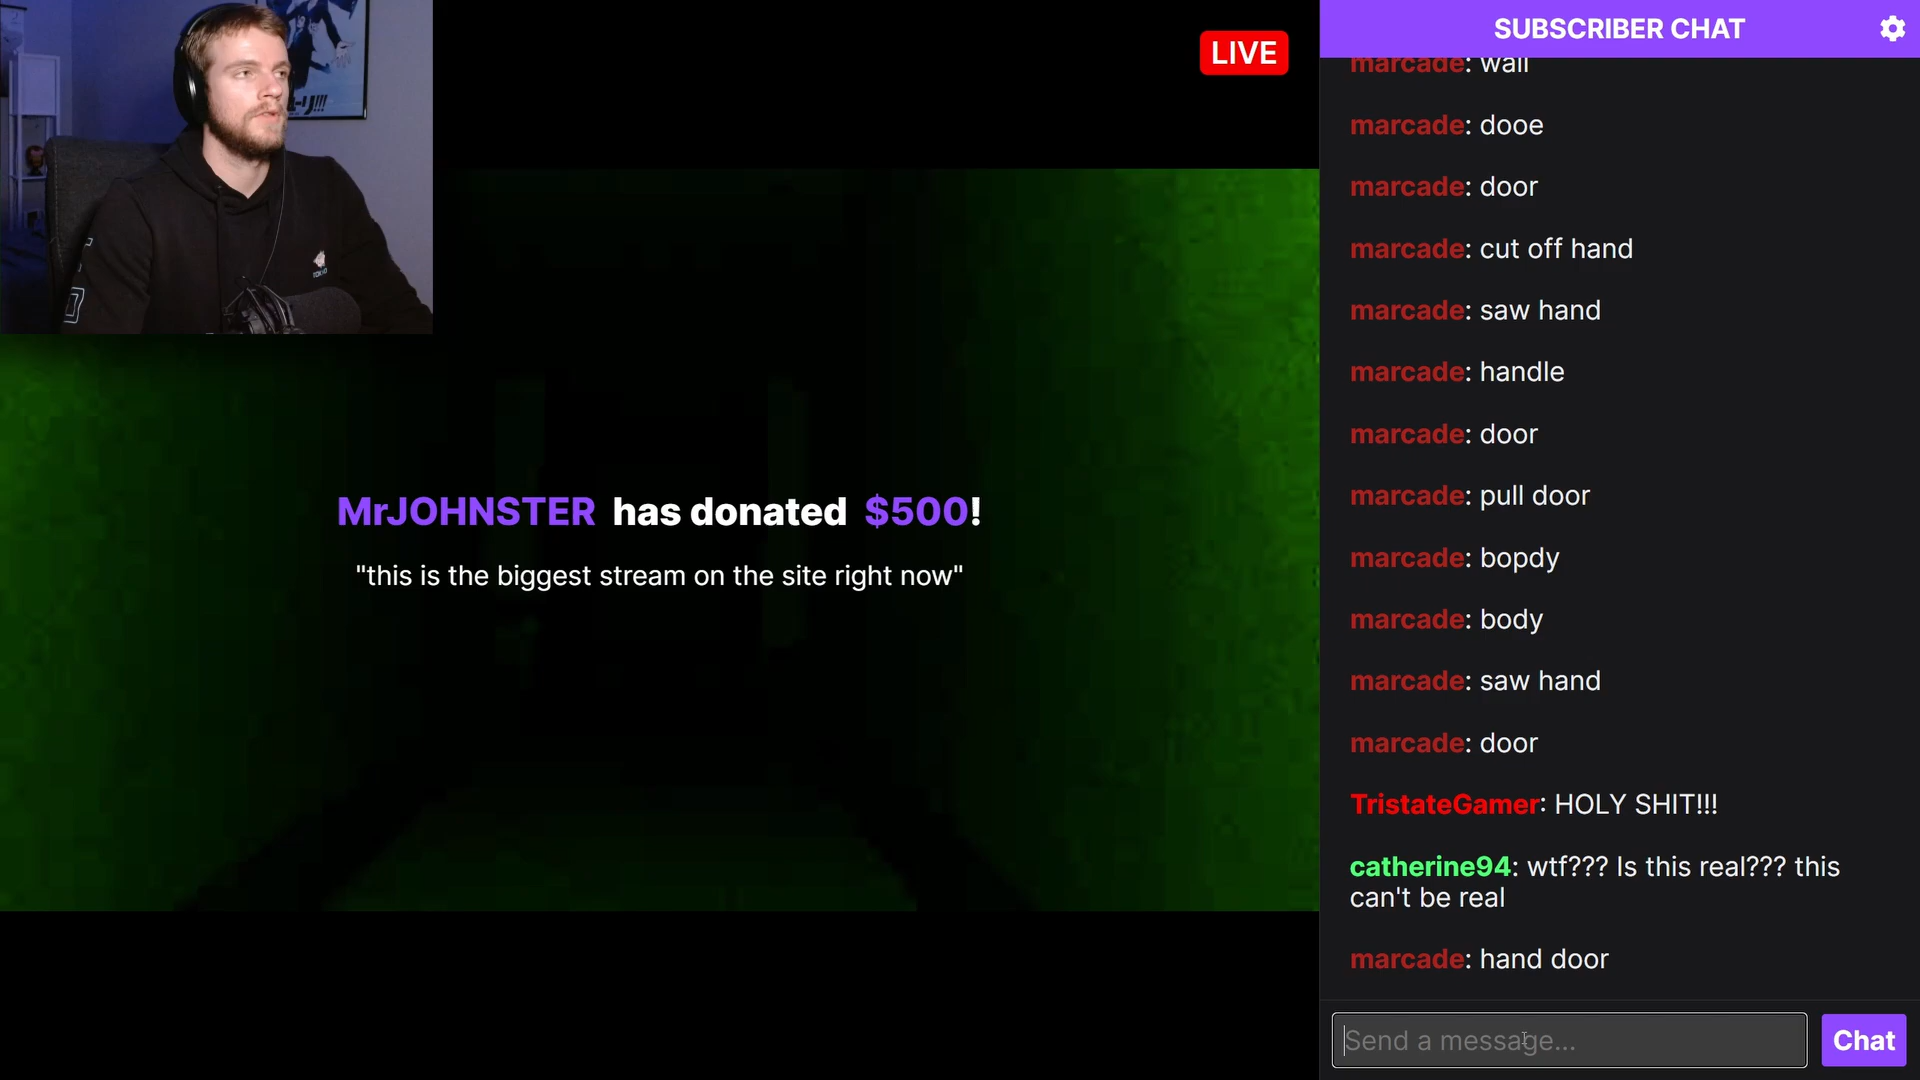 LIVE
MrJOHNSTER has donated $500!
"this is the biggest stream on the site right now"
SUBSCRIBER CHAT
marcade: wall
marcade: dooe
marcade: door
marcade: cut off hand
marcade: saw hand
marcade: handle
marcade: door
marcade: pull door
marcade: bopdy
marcade: body
marcade: saw hand
marcade: door
TristateGamer: HOLY SHIT!!!
catherine94: wtf??? Is this real??? this
can't be real
marcade: hand door
Send a message...
Chat